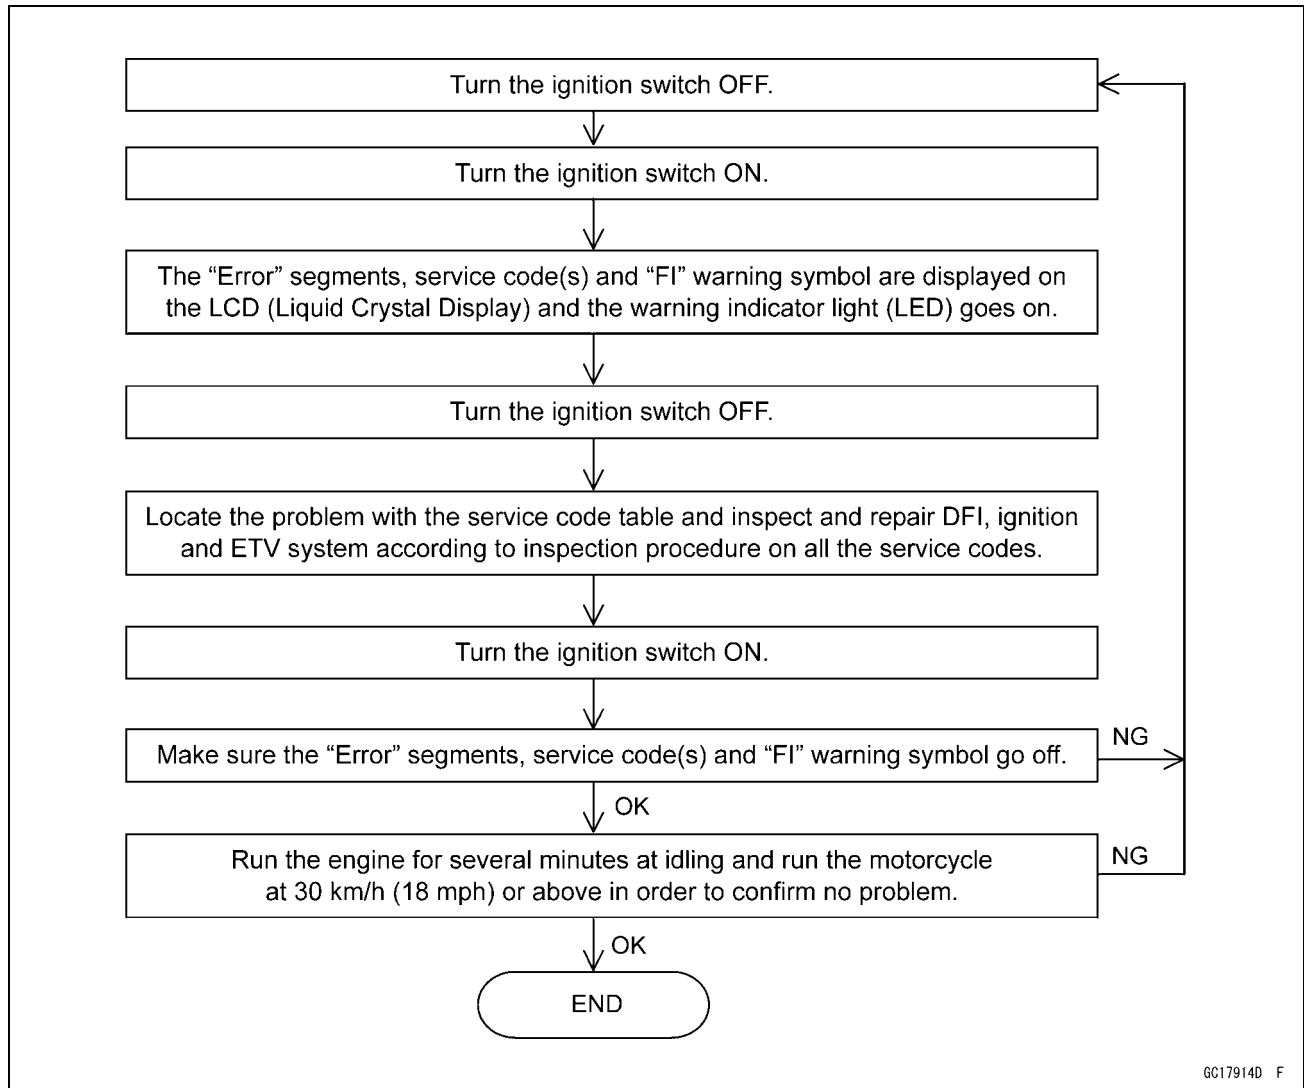 Turn the ignition switch OFF.
Turn the ignition switch ON.
The “Error” segments, service code(s) and “FI” warning symbol are displayed on
the LCD (Liquid Crystal Display) and the warning indicator light (LED) goes on.
Turn the ignition switch OFF.
Locate the problem with the service code table and inspect and repair DFI, ignition
and ETV system according to inspection procedure on all the service codes.
Turn the ignition switch ON.
Make sure the “Error” segments, service code(s) and “FI” warning symbol go off.
NG
OK
Run the engine for several minutes at idling and run the motorcycle
at 30 km/h (18 mph) or above in order to confirm no problem.
NG
OK
END
GC17914D F